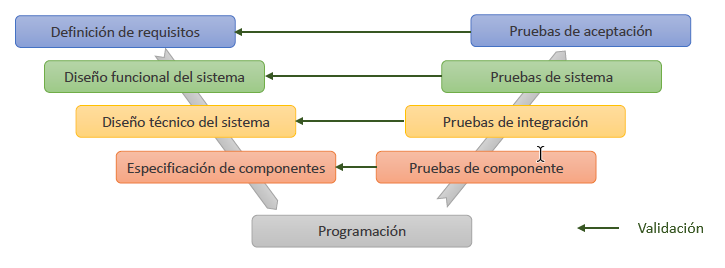 Definición de requisitos
Pruebas de aceptación
Diseño funcional del sistema
Pruebas de sistema
Diseño técnico del sistema
Pruebas de integración
Especificación de componentes
Pruebas de componente
Programación
Validación